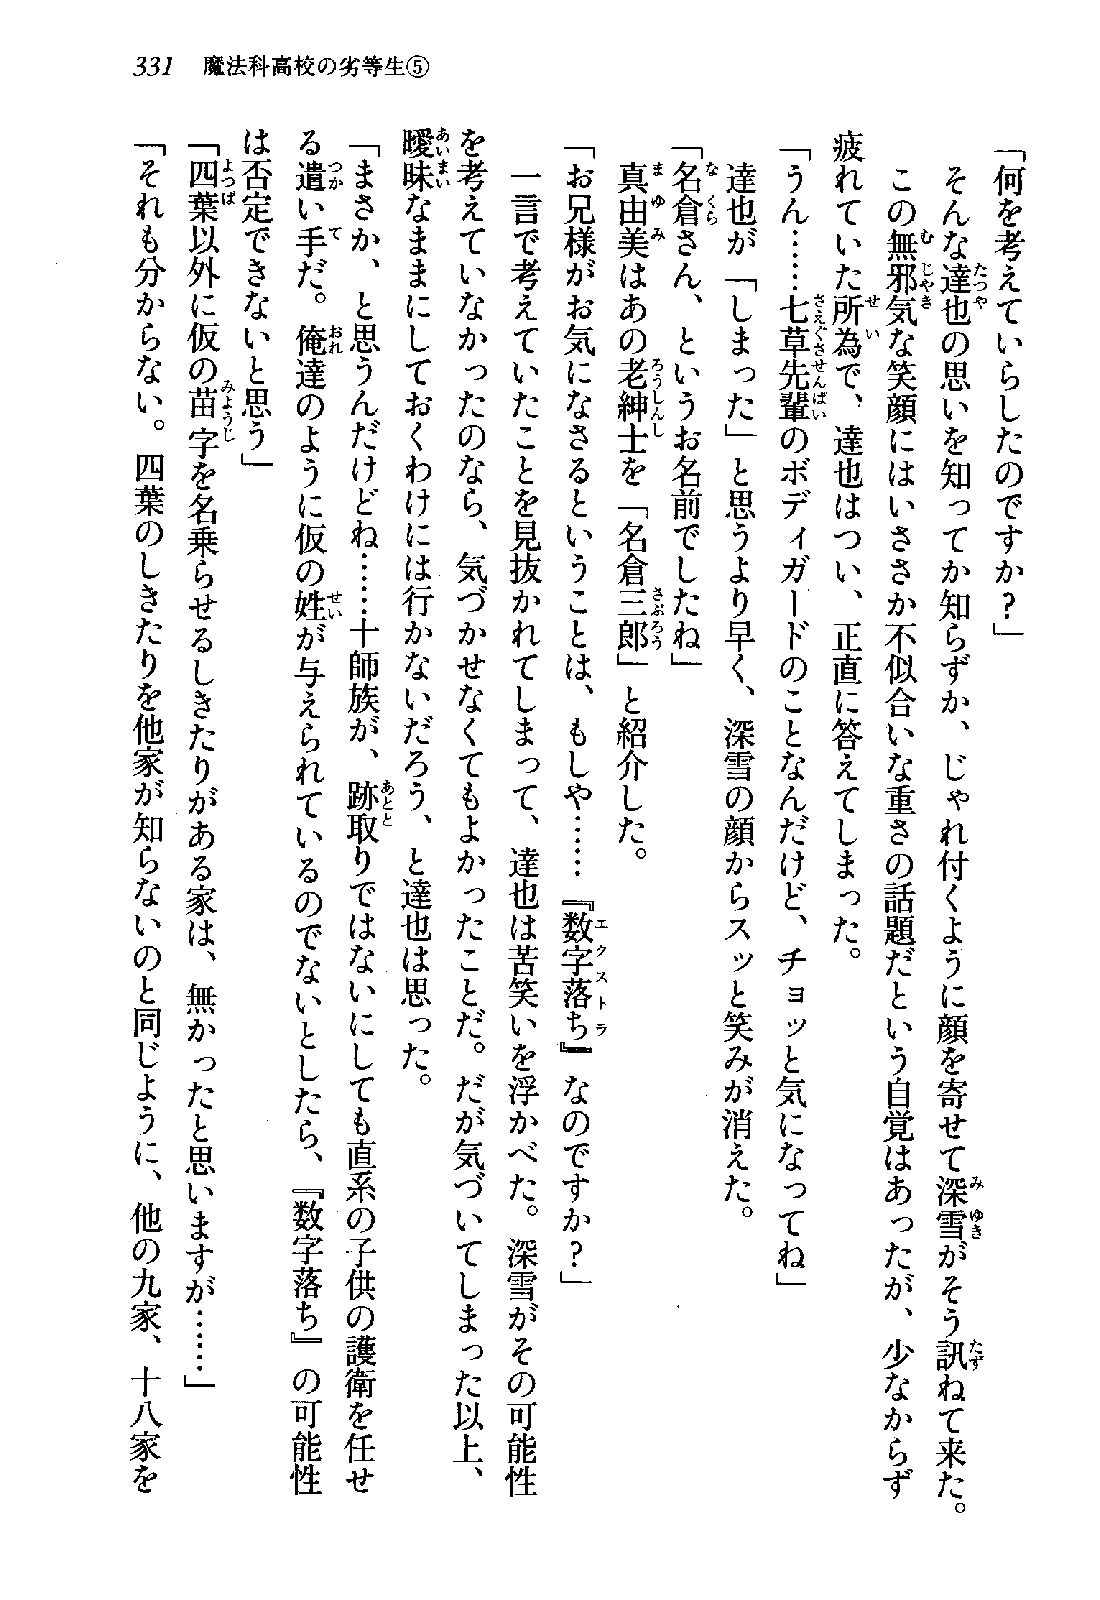 331 魔法科高校の劣等生⑤
「何を考えていらしたのですか？」
そんな達也の思いを知ってか知らずか、じゃれ付くように顔を寄せて深雪がそう訊ねて来た。
この無邪気な笑顔にはいささか不似合いな重さの話題だという自覚はあったが、少なからず
疲れていた所為で、達也はつい、正直に答えてしまった。
「うん……七草先輩のボディガードのことなんだけど、チョッと気になってね」
達也が「しまった」と思うより早く、深雪の顔からスッと笑みが消えた。
「名倉さん、というお名前でしたね」
真由美はあの老紳士を「名倉三郎」と紹介した。
「お兄様がお気になさるということは、もしや……『数字落ち』なのですか？」
一言で考えていたことを見抜かれてしまって、達也は苦笑いを浮かべた。深雪がその可能性
を考えていなかったのなら、気づかせなくてもよかったことだ。だが気づいてしまった以上、
曖昧なままにしておくわけには行かないだろう、と達也は思った。
「まさか、と思うんだけどね……十師族が、跡取りではないにしても直系の子供の護衛を任せ
る遣い手だ。俺達のように仮の姓が与えられているのでないとしたら、『数字落ち』の可能性
は否定できないと思う」
「四葉以外に仮の苗字を名乗らせるしきたりがある家は、無かったと思いますが……」
「それも分からない。四葉のしきたりを他家が知らないのと同じように、他の九家、十八家を